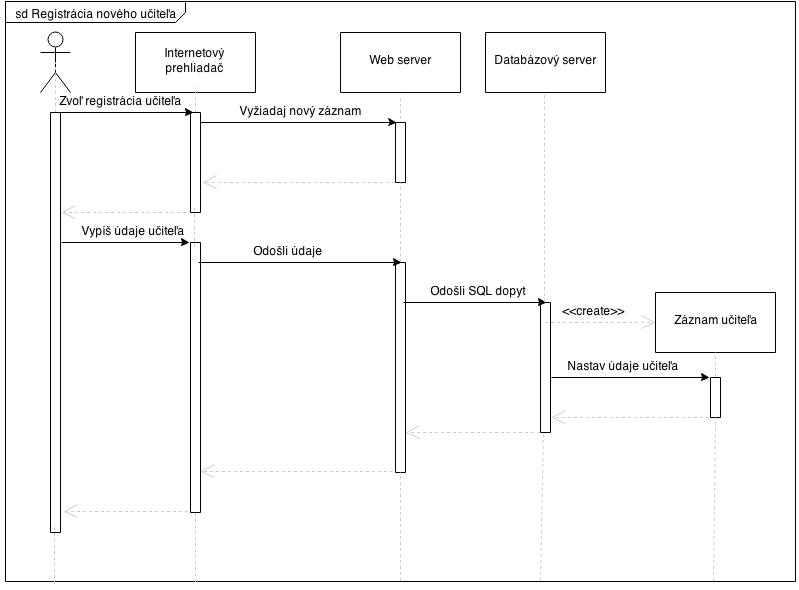 sd Registrácia nového učiteľa
Internetový
prehliadač
Web server
Databázový server
Zvoľ registrácia učiteľa
Vyžiadaj nový záznam
Vypíš údaje učiteľa
Odošli údaje
Odošli SQL dopyt
<<create>>
Záznam učiteľa
Nastav údaje učiteľa